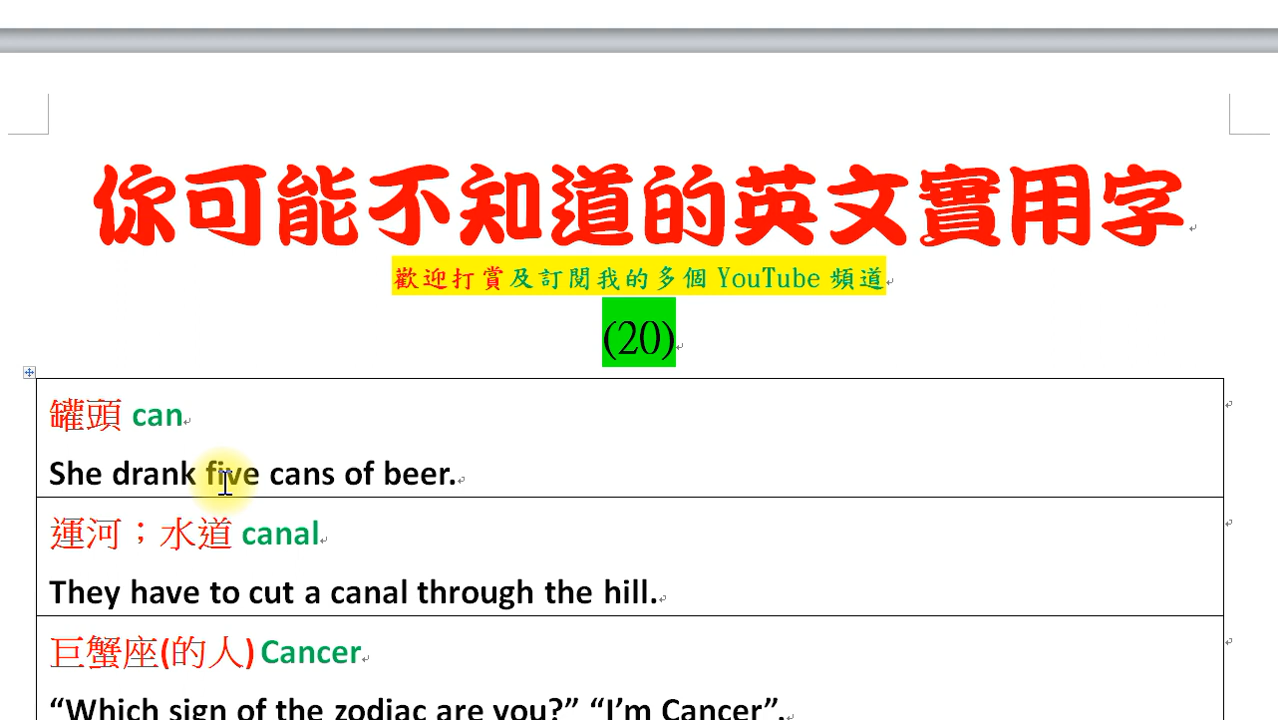 你可能不知道的英文實用字
歡迎打賞及訂閱我的多個 YouTube 頻道
(20)
罐頭 can
She drank five cans of beer.
運河；水道 canal
They have to cut a canal through the hill.
巨蟹座(的人) Cancer
“Which sign of the zodiac are you?” “I’m Cancer”.